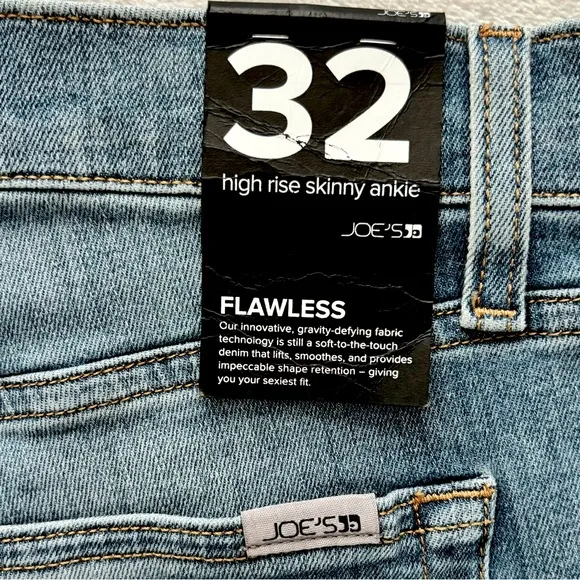 JOE'S
32
high rise skinny ankle
JOE'S
FLAWLESS
Our innovative, gravity-defying fabric
technology is still a soft-to-the-touch
denim that lifts, smoothes, and provides
impeccable shape retention – giving
you your sexiest fit.
JOE'S